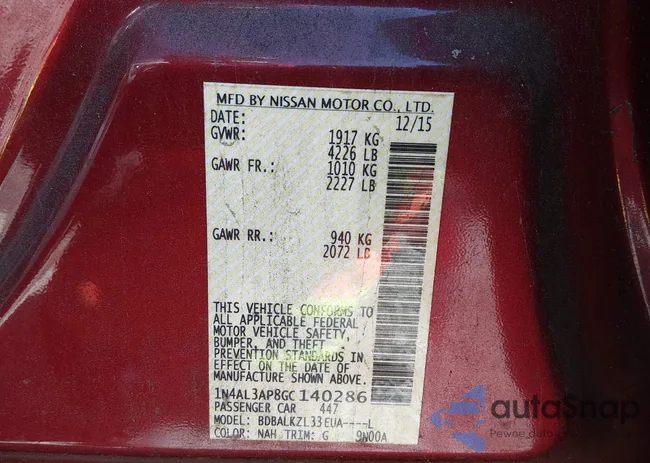 MFD BY NISSAN MOTOR CO., LTD.
DATE: 12/15
GVWR: 1917 KG
4226 LB
GAWR FR.: 1010 KG
2227 LB
GAWR RR.: 940 KG
2072 LB
THIS VEHICLE CONFORMS TO
ALL APPLICABLE FEDERAL
MOTOR VEHICLE SAFETY,
BUMPER, AND THEFT
PREVENTION STANDARDS IN
EFFECT ON THE DATE OF
MANUFACTURE SHOWN ABOVE.
1N4AL3AP8GC140286
PASSENGER CAR 447
MODEL: BDBALKZL33EUA----L
COLOR: NAH TRIM: G 9N00A
autoSnap
Pewne auto